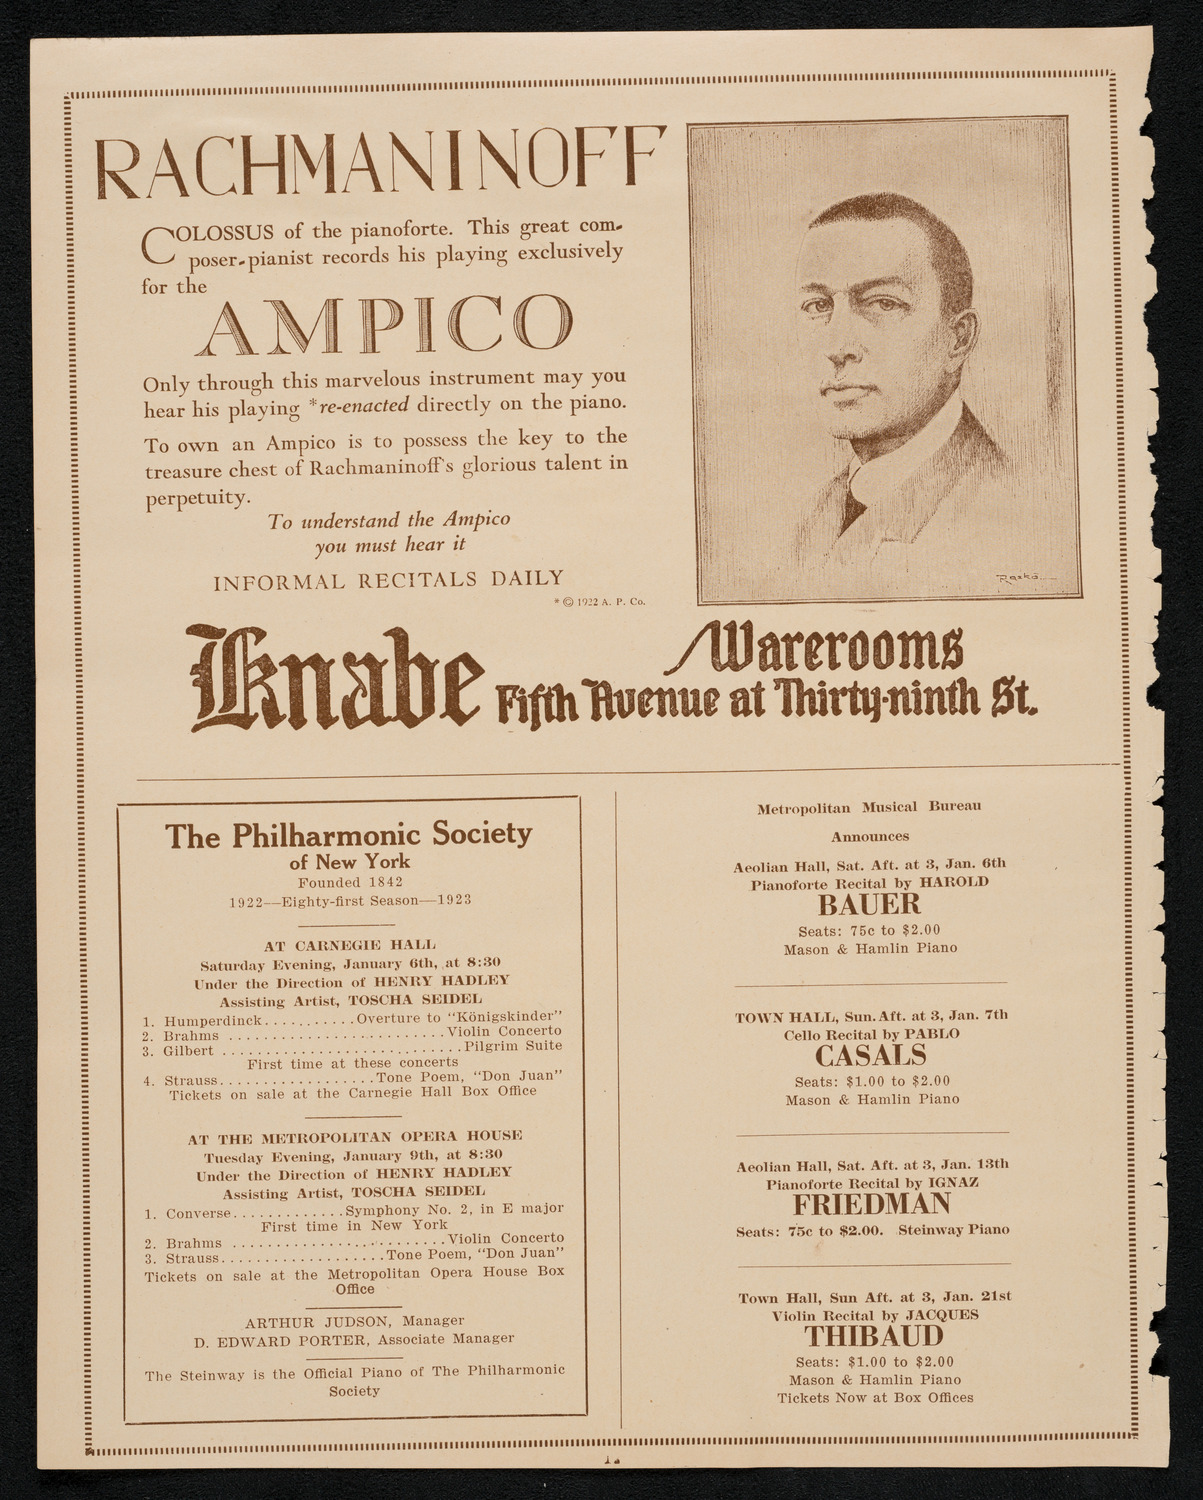 RACHMANINOFF
COLOSSUS of the pianoforte. This great com-
poser-pianist records his playing exclusively
for the
AMPICO
Only through this marvelous instrument may you
hear his playing *re-enacted directly on the piano.
To own an Ampico is to possess the key to the
treasure chest of Rachmaninoff's glorious talent in
perpetuity.
To understand the Ampico
you must hear it
INFORMAL RECITALS DAILY
* © 1922 A. P. Co.
Raskó
Knabe Warerooms
Fifth Avenue at Thirty-ninth St.
The Philharmonic Society
of New York
Founded 1842
1922—Eighty-first Season—1923
AT CARNEGIE HALL
Saturday Evening, January 6th, at 8:30
Under the Direction of HENRY HADLEY
Assisting Artist, TOSCHA SEIDEL
1. Humperdinck...........Overture to "Königskinder"
2. Brahms .........................Violin Concerto
3. Gilbert ............................Pilgrim Suite
First time at these concerts
4. Strauss..................Tone Poem, "Don Juan"
Tickets on sale at the Carnegie Hall Box Office
AT THE METROPOLITAN OPERA HOUSE
Tuesday Evening, January 9th, at 8:30
Under the Direction of HENRY HADLEY
Assisting Artist, TOSCHA SEIDEL
1. Converse.............Symphony No. 2, in E major
First time in New York
2. Brahms .........................Violin Concerto
3. Strauss...................Tone Poem, "Don Juan"
Tickets on sale at the Metropolitan Opera House Box
Office
ARTHUR JUDSON, Manager
D. EDWARD PORTER, Associate Manager
The Steinway is the Official Piano of The Philharmonic
Society
Metropolitan Musical Bureau
Announces
Aeolian Hall, Sat. Aft. at 3, Jan. 6th
Pianoforte Recital by HAROLD
BAUER
Seats: 75c to $2.00
Mason & Hamlin Piano
TOWN HALL, Sun. Aft. at 3, Jan. 7th
Cello Recital by PABLO
CASALS
Seats: $1.00 to $2.00
Mason & Hamlin Piano
Aeolian Hall, Sat. Aft. at 3, Jan. 13th
Pianoforte Recital by IGNAZ
FRIEDMAN
Seats: 75c to $2.00. Steinway Piano
Town Hall, Sun Aft. at 3, Jan. 21st
Violin Recital by JACQUES
THIBAUD
Seats: $1.00 to $2.00
Mason & Hamlin Piano
Tickets Now at Box Offices